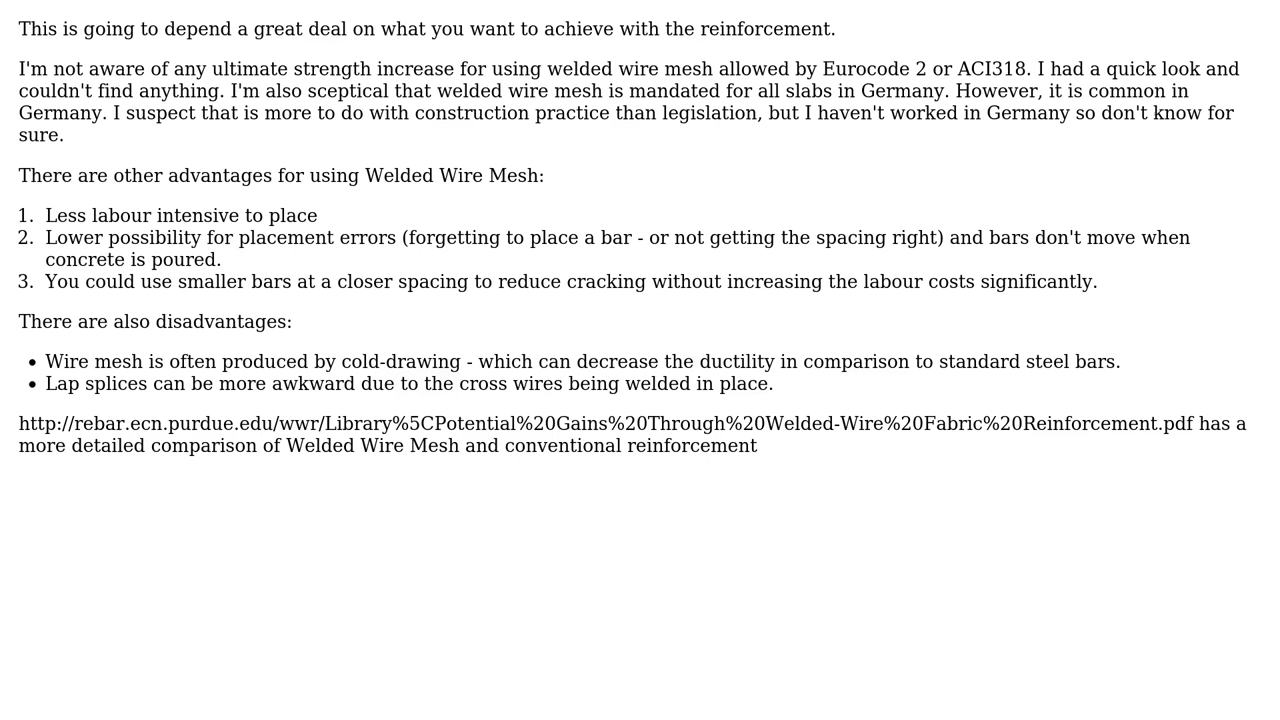 This is going to depend a great deal on what you want to achieve with the reinforcement.
I'm not aware of any ultimate strength increase for using welded wire mesh allowed by Eurocode 2 or ACI318. I had a quick look and
couldn't find anything. I'm also sceptical that welded wire mesh is mandated for all slabs in Germany. However, it is common in
Germany. I suspect that is more to do with construction practice than legislation, but I haven't worked in Germany so don't know for
sure.
There are other advantages for using Welded Wire Mesh:
1. Less labour intensive to place
2. Lower possibility for placement errors (forgetting to place a bar - or not getting the spacing right) and bars don't move when
concrete is poured.
3. You could use smaller bars at a closer spacing to reduce cracking without increasing the labour costs significantly.
There are also disadvantages:
• Wire mesh is often produced by cold-drawing - which can decrease the ductility in comparison to standard steel bars.
• Lap splices can be more awkward due to the cross wires being welded in place.
http://rebar.ecn.purdue.edu/wwr/Library%5CPotential%20Gains%20Through%20Welded-Wire%20Fabric%20Reinforcement.pdf has a
more detailed comparison of Welded Wire Mesh and conventional reinforcement